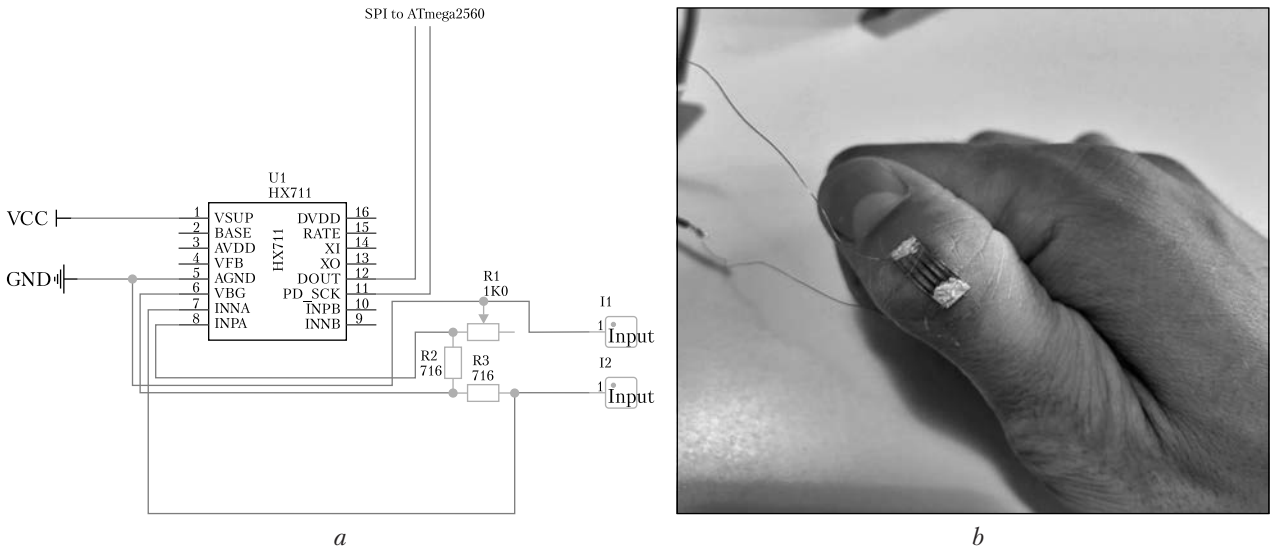 SPI to ATmega2560
U1
HX711
VCC
GND
HX711
1 VSUP DVDD 16
2 BASE RATE 15
3 AVDD XI 14
4 VFB XO 13
5 AGND DOUT 12
6 VBG PD_SCK 11
7 INNA INPB 10
8 INPA INNB 9
R1
1K0
R2
716
R3
716
I1
1 Input
I2
1 Input
a
b